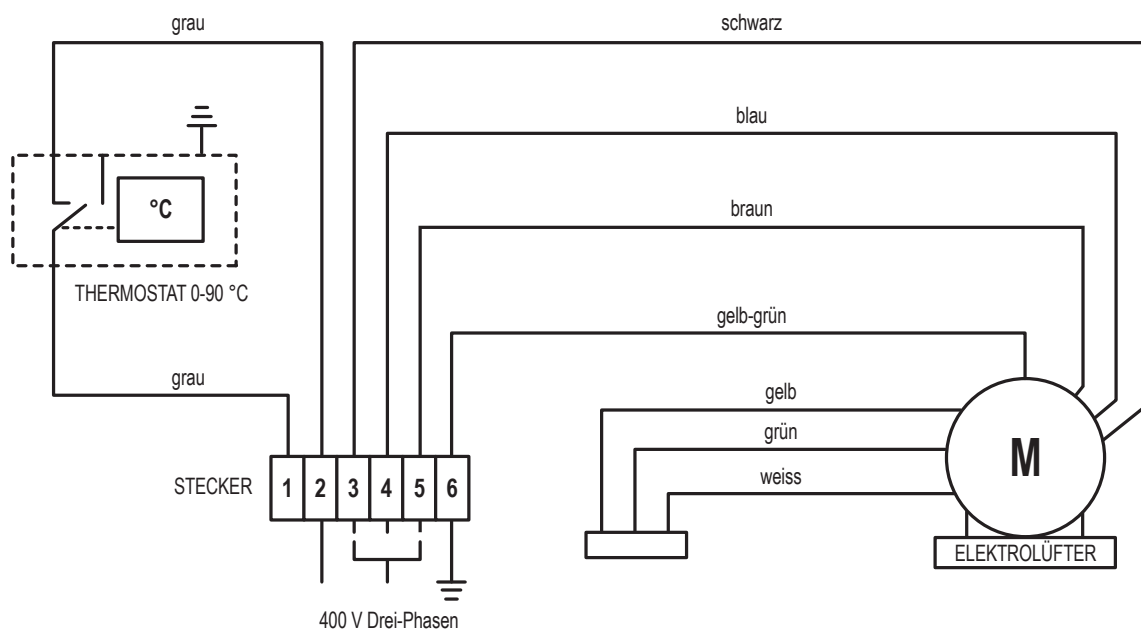 grau
schwarz
blau
°C
braun
THERMOSTAT 0-90 °C
gelb-grün
grau
gelb
grün
M
weiss
STECKER 1 2 3 4 5 6
ELEKTROLÜFTER
400 V Drei-Phasen